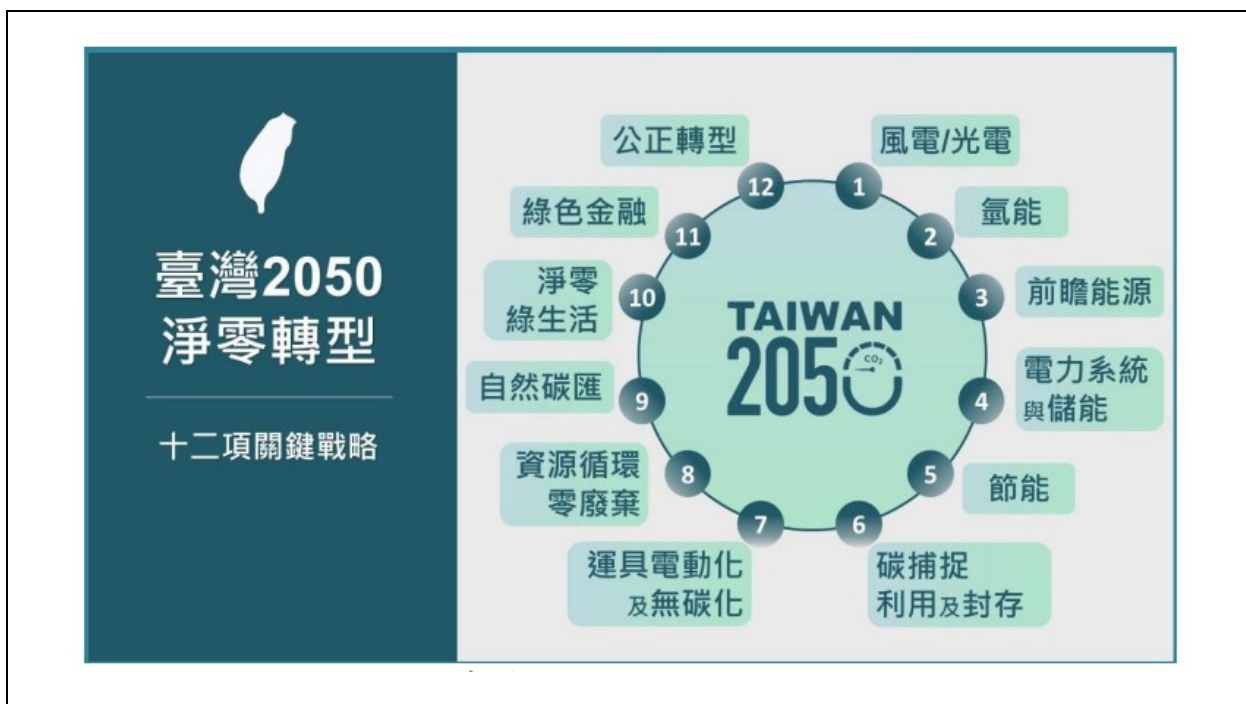 臺灣2050
淨零轉型
十二項關鍵戰略
TAIWAN
2050
CO₂
1
風電/光電
2
氫能
3
前瞻能源
4
電力系統
與儲能
5
節能
6
碳捕捉
利用及封存
7
運具電動化
及無碳化
8
資源循環
零廢棄
9
自然碳匯
10
淨零
綠生活
11
綠色金融
12
公正轉型